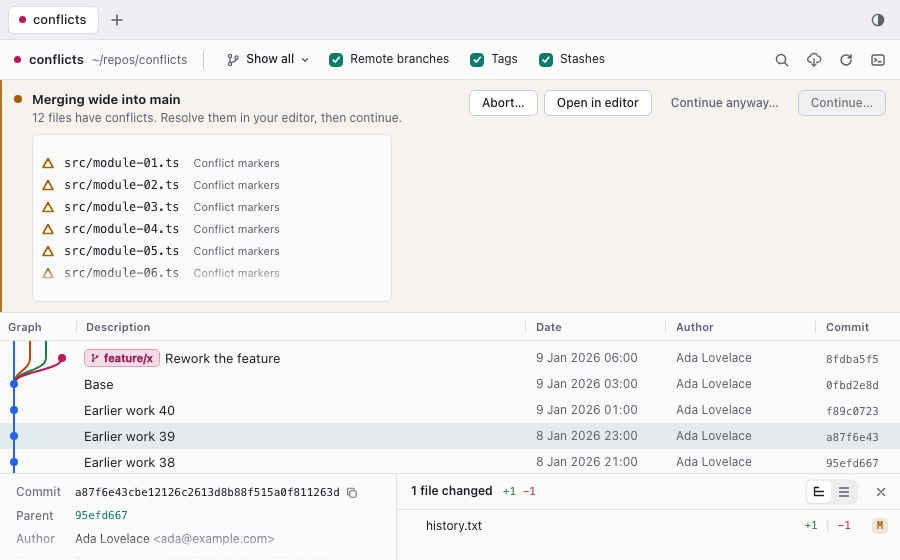 conflicts
conflicts ~/repos/conflicts Show all Remote branches Tags Stashes
Merging wide into main
12 files have conflicts. Resolve them in your editor, then continue.
Abort... Open in editor Continue anyway... Continue...
src/module-01.ts Conflict markers
src/module-02.ts Conflict markers
src/module-03.ts Conflict markers
src/module-04.ts Conflict markers
src/module-05.ts Conflict markers
src/module-06.ts Conflict markers
Graph Description Date Author Commit
feature/x Rework the feature 9 Jan 2026 06:00 Ada Lovelace 8fdba5f5
Base 9 Jan 2026 03:00 Ada Lovelace 0fbd2e8d
Earlier work 40 9 Jan 2026 01:00 Ada Lovelace f89c0723
Earlier work 39 8 Jan 2026 23:00 Ada Lovelace a87f6e43
Earlier work 38 8 Jan 2026 21:00 Ada Lovelace 95efd667
Commit a87f6e43cbe12126c2613d8b88f515a0f811263d
Parent 95efd667
Author Ada Lovelace <ada@example.com>
1 file changed +1 −1
history.txt +1 | −1 M